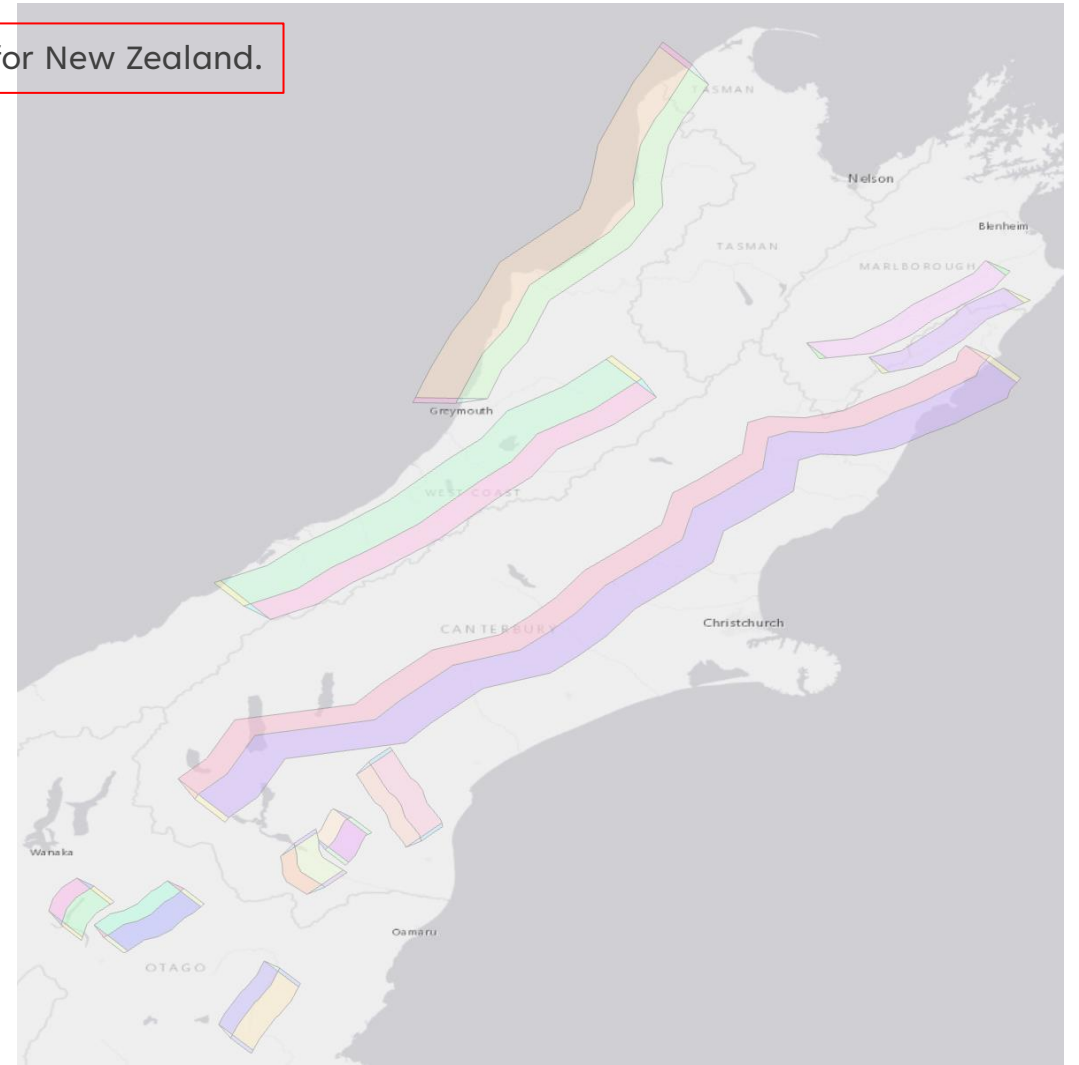 for New Zealand.
TASMAN
Nelson
Blenheim
TASMAN
MARLBOROUGH
Greymouth
WEST COAST
CANTERBURY
Christchurch
Wanaka
Oamaru
OTAGO